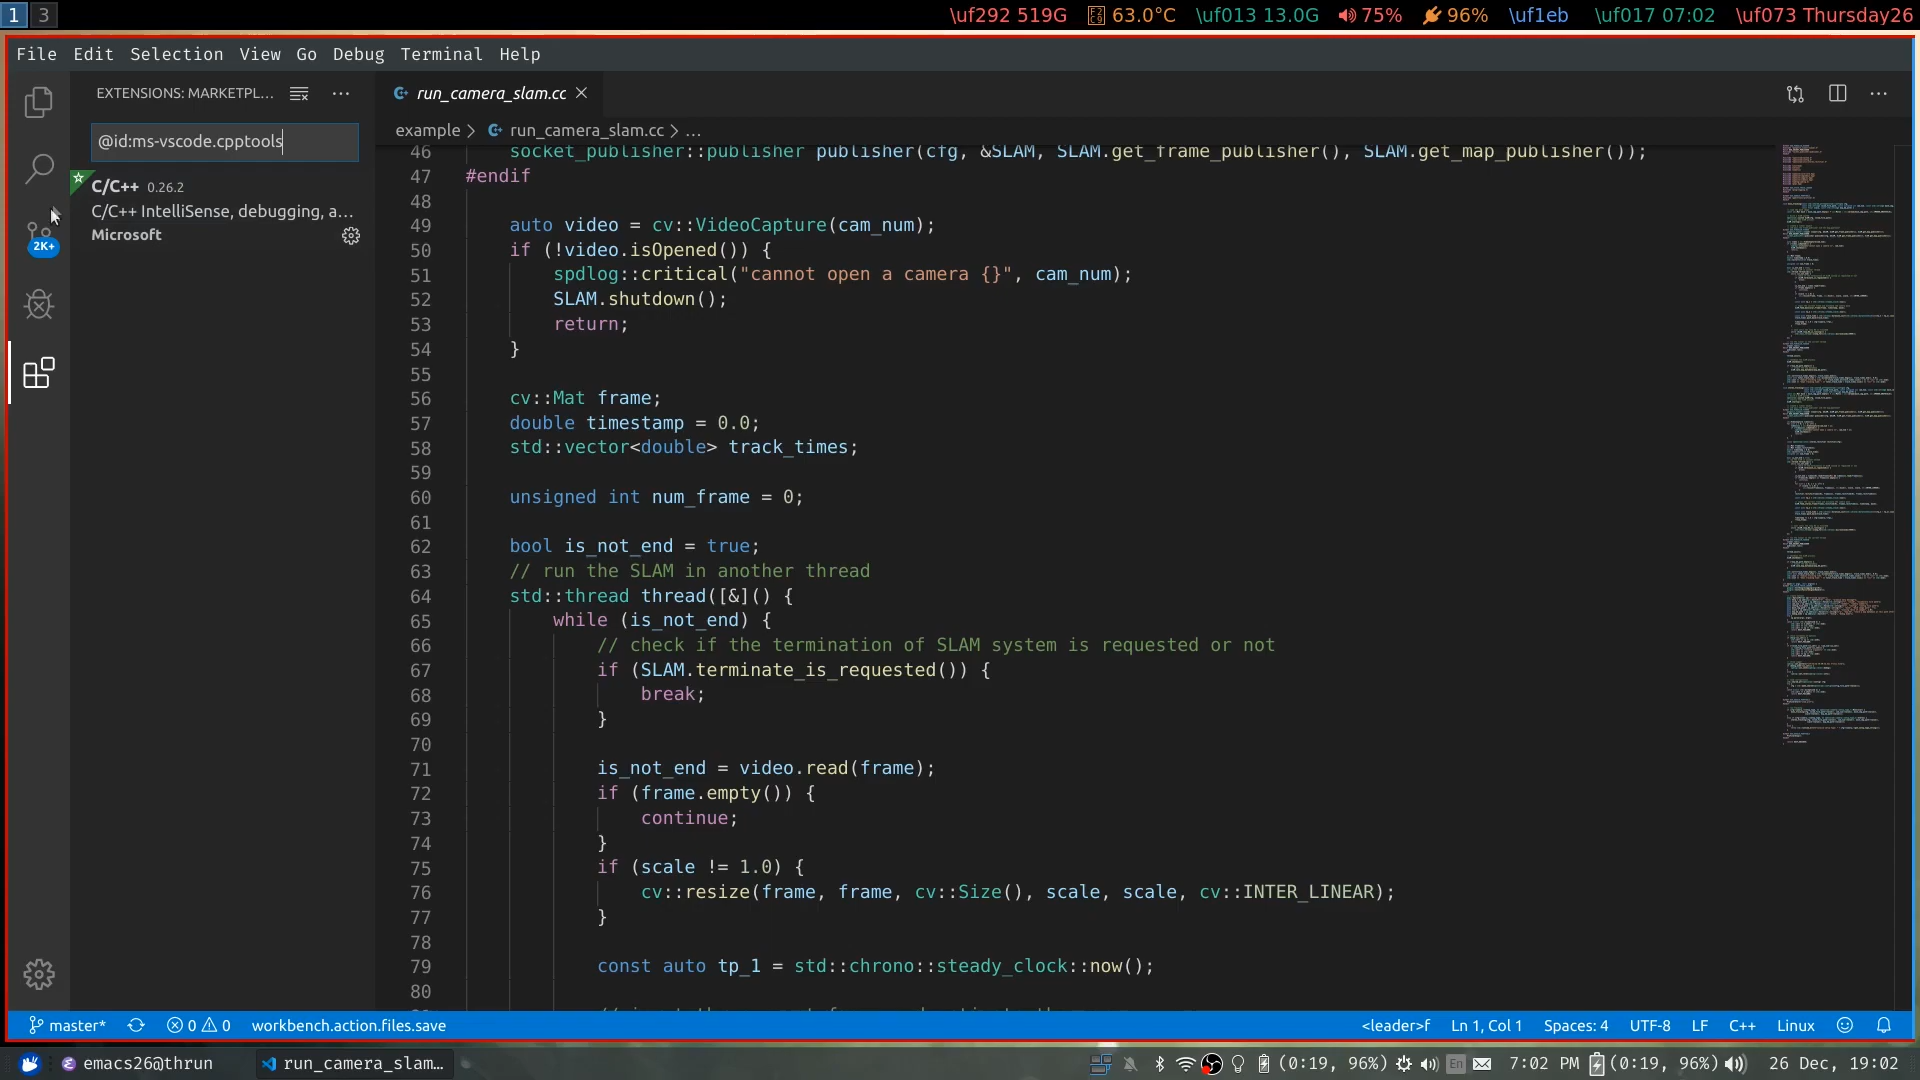 1 3 \uf292 519G F2C9 63.0°C \uf013 13.0G 75% 96% \uf1eb \uf017 07:02 \uf073 Thursday26
File Edit Selection View Go Debug Terminal Help
EXTENSIONS: MARKETPL... ...
run_camera_slam.cc
@id:ms-vscode.cpptools
C/C++ 0.26.2
C/C++ IntelliSense, debugging, a...
Microsoft
2K+
example > run_camera_slam.cc > ...
46 socket_publisher::publisher publisher(cfg, &SLAM, SLAM.get_frame_publisher(), SLAM.get_map_publisher());
47 #endif
48
49 auto video = cv::VideoCapture(cam_num);
50 if (!video.isOpened()) {
51 spdlog::critical("cannot open a camera {}", cam_num);
52 SLAM.shutdown();
53 return;
54 }
55
56 cv::Mat frame;
57 double timestamp = 0.0;
58 std::vector<double> track_times;
59
60 unsigned int num_frame = 0;
61
62 bool is_not_end = true;
63 // run the SLAM in another thread
64 std::thread thread([&]() {
65 while (is_not_end) {
66 // check if the termination of SLAM system is requested or not
67 if (SLAM.terminate_is_requested()) {
68 break;
69 }
70
71 is_not_end = video.read(frame);
72 if (frame.empty()) {
73 continue;
74 }
75 if (scale != 1.0) {
76 cv::resize(frame, frame, cv::Size(), scale, scale, cv::INTER_LINEAR);
77 }
78
79 const auto tp_1 = std::chrono::steady_clock::now();
80
master* 0 0 workbench.action.files.save <leader>f Ln 1, Col 1 Spaces: 4 UTF-8 LF C++ Linux
emacs26@thrun run_camera_slam... (0:19, 96%) En 7:02 PM (0:19, 96%) 26 Dec, 19:02